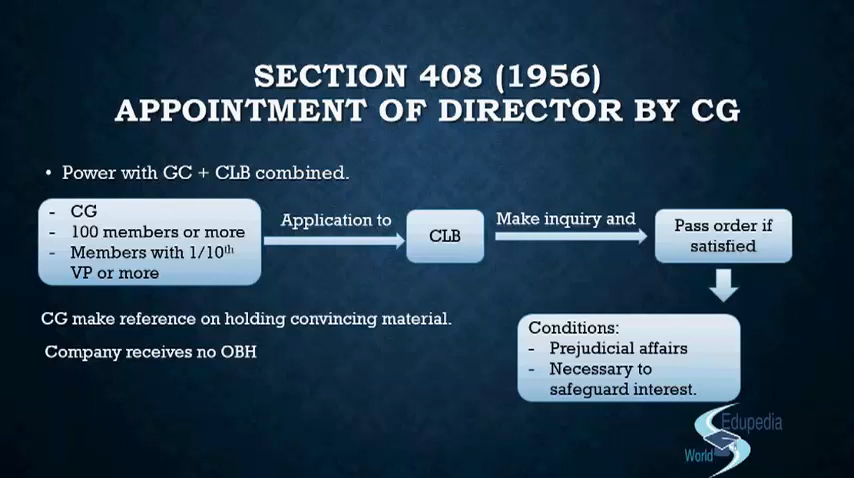 SECTION 408 (1956)
APPOINTMENT OF DIRECTOR BY CG
• Power with GC + CLB combined.
- CG
- 100 members or more
- Members with 1/10th
VP or more
Application to
CLB
Make inquiry and
Pass order if
satisfied
CG make reference on holding convincing material.
Company receives no OBH
Conditions:
- Prejudicial affairs
- Necessary to
safeguard interest.
Edupedia
World